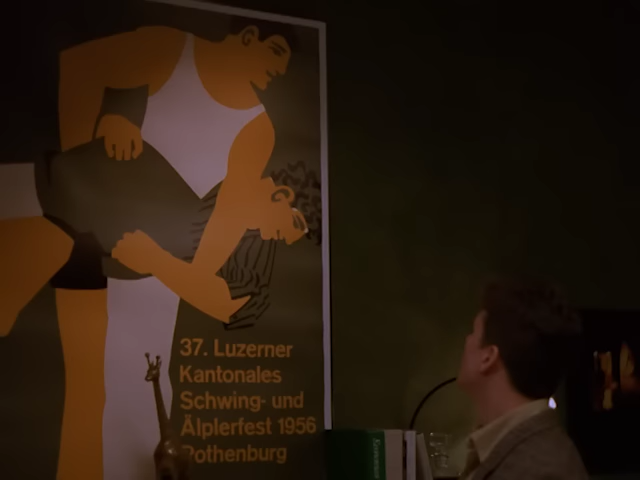 37. Luzerner
Kantonales
Schwing- und
Älplerfest 1956
Rothenburg